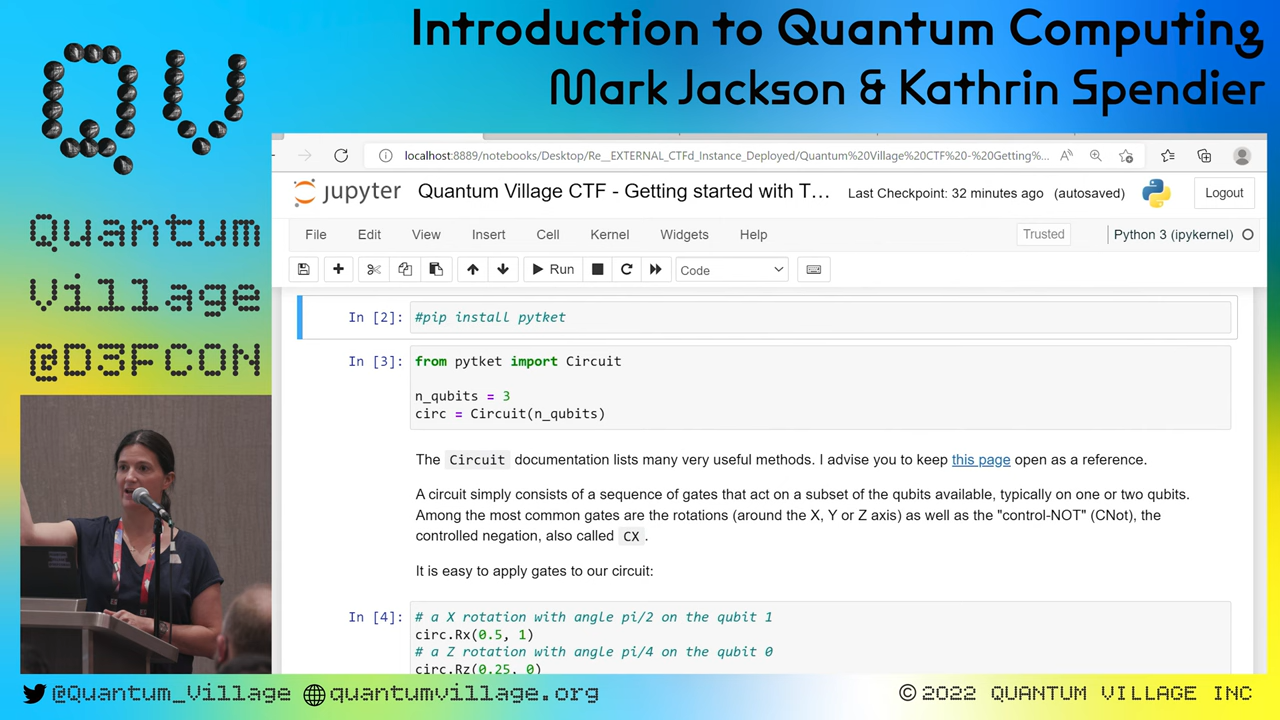 Introduction to Quantum Computing
Mark Jackson & Kathrin Spendier
QV
Quantum
Village
@D3FCON
localhost:8889/notebooks/Desktop/Re__EXTERNAL_CTFd_Instance_Deployed/Quantum%20Village%20CTF%20-%20Getting%...
jupyter Quantum Village CTF - Getting started with T... Last Checkpoint: 32 minutes ago (autosaved) Logout
File Edit View Insert Cell Kernel Widgets Help Trusted Python 3 (ipykernel)
Run Code
In [2]: #pip install pytket
In [3]: from pytket import Circuit
n_qubits = 3
circ = Circuit(n_qubits)
The Circuit documentation lists many very useful methods. I advise you to keep this page open as a reference.
A circuit simply consists of a sequence of gates that act on a subset of the qubits available, typically on one or two qubits.
Among the most common gates are the rotations (around the X, Y or Z axis) as well as the "control-NOT" (CNot), the
controlled negation, also called CX .
It is easy to apply gates to our circuit:
In [4]: # a X rotation with angle pi/2 on the qubit 1
circ.Rx(0.5, 1)
# a Z rotation with angle pi/4 on the qubit 0
circ.Rz(0.25, 0)
@Quantum_Village quantumvillage.org
©2022 QUANTUM VILLAGE INC